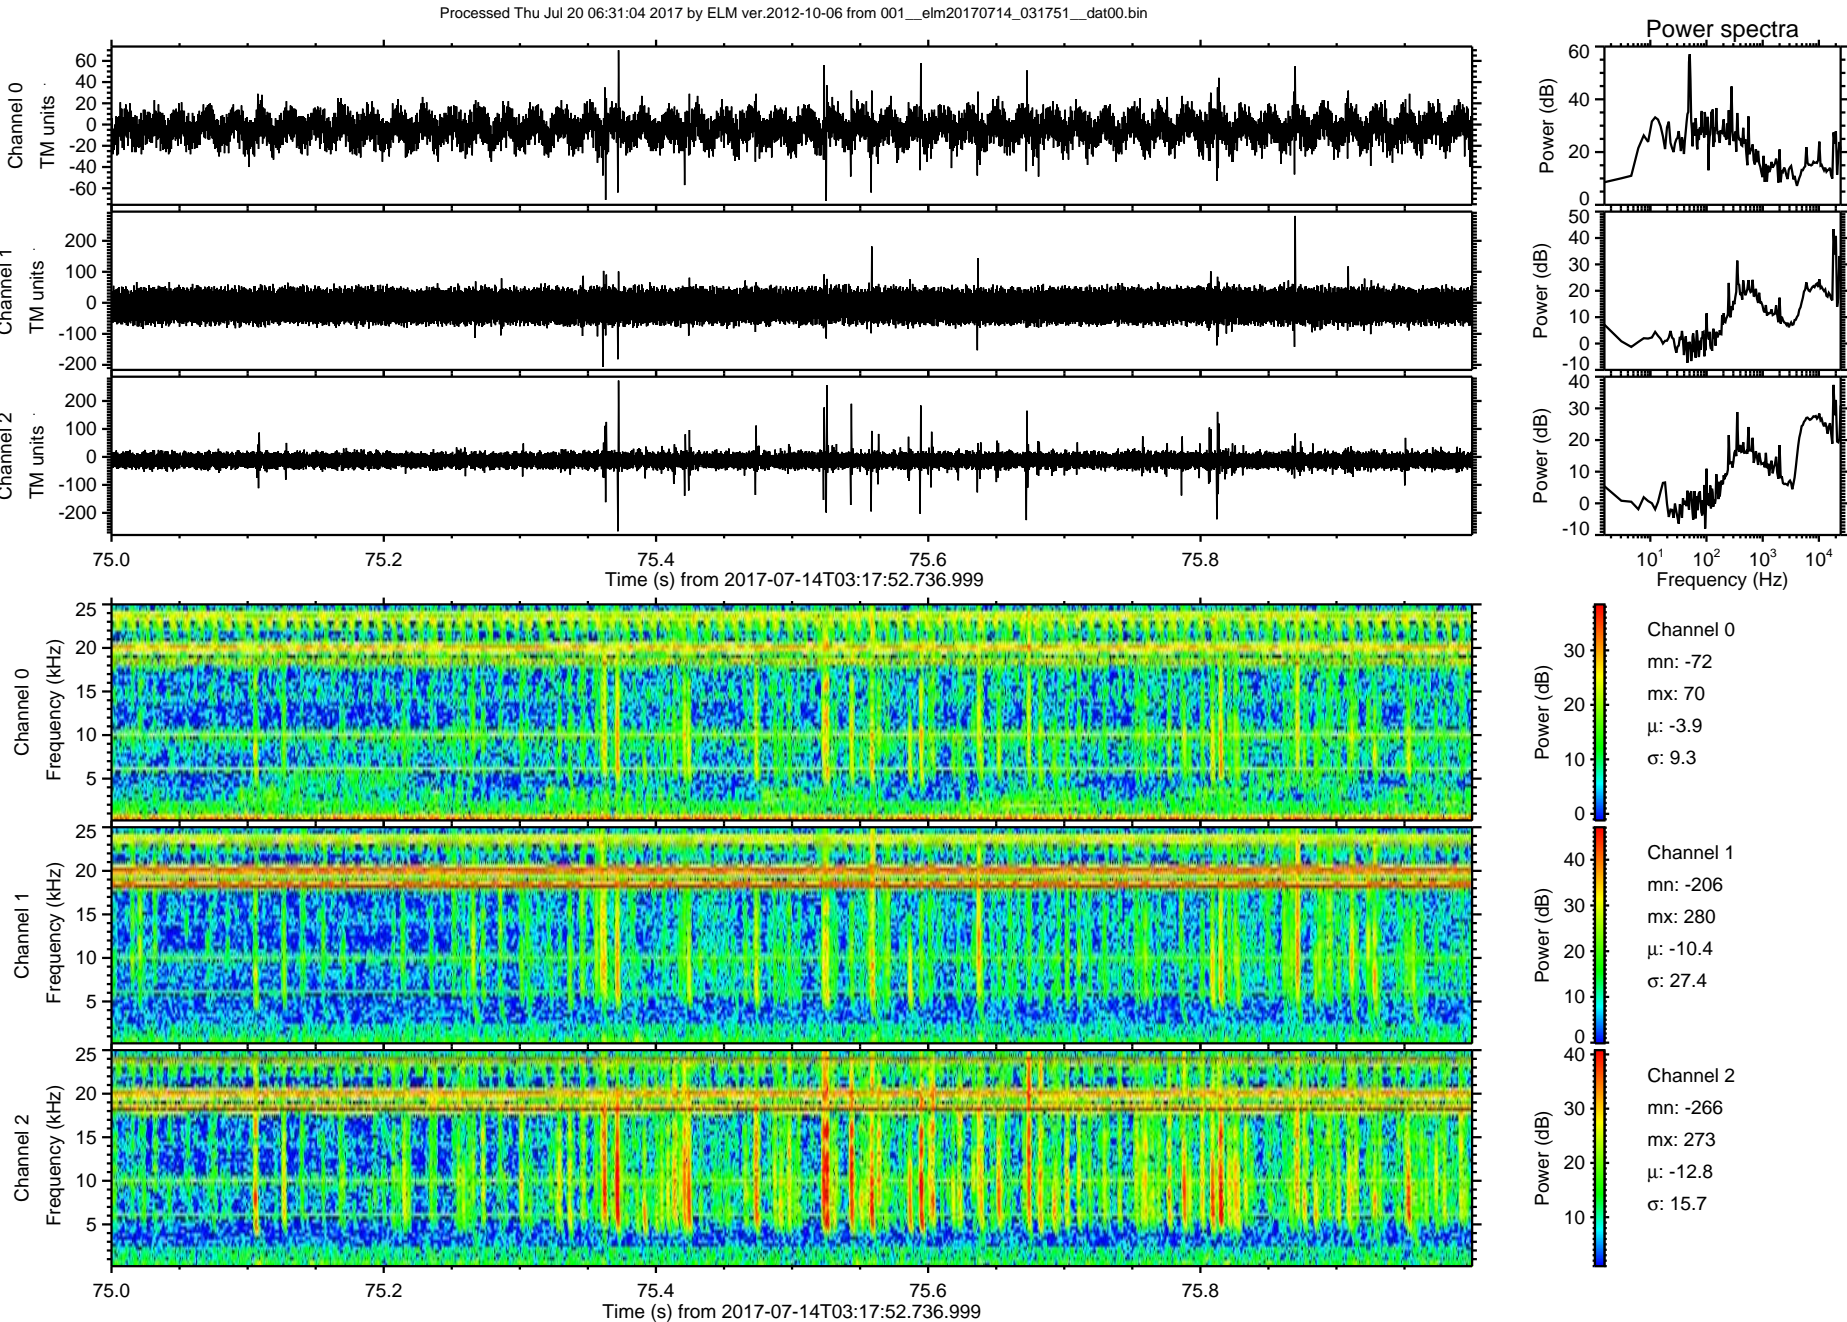 Processed Thu Jul 20 06:31:04 2017 by ELM ver.2012-10-06 from 001__elm20170714_031751__dat00.bin
Power spectra
Channel 0
TM units
60
40
20
0
-20
-40
-60
Power (dB)
60
40
20
0
Channel 1
TM units
200
100
0
-100
-200
Power (dB)
50
40
30
20
10
0
-10
Channel 2
TM units
200
100
0
-100
-200
Power (dB)
40
30
20
10
0
-10
75.0 75.2 75.4 75.6 75.8
Time (s) from 2017-07-14T03:17:52.736.999
10^1 10^2 10^3 10^4
Frequency (Hz)
Channel 0
Frequency (kHz)
25
20
15
10
5
Power (dB)
30
20
10
0
Channel 0
mn: -72
mx: 70
μ: -3.9
σ: 9.3
Channel 1
Frequency (kHz)
25
20
15
10
5
Power (dB)
40
30
20
10
0
Channel 1
mn: -206
mx: 280
μ: -10.4
σ: 27.4
Channel 2
Frequency (kHz)
25
20
15
10
5
Power (dB)
40
30
20
10
Channel 2
mn: -266
mx: 273
μ: -12.8
σ: 15.7
75.0 75.2 75.4 75.6 75.8
Time (s) from 2017-07-14T03:17:52.736.999